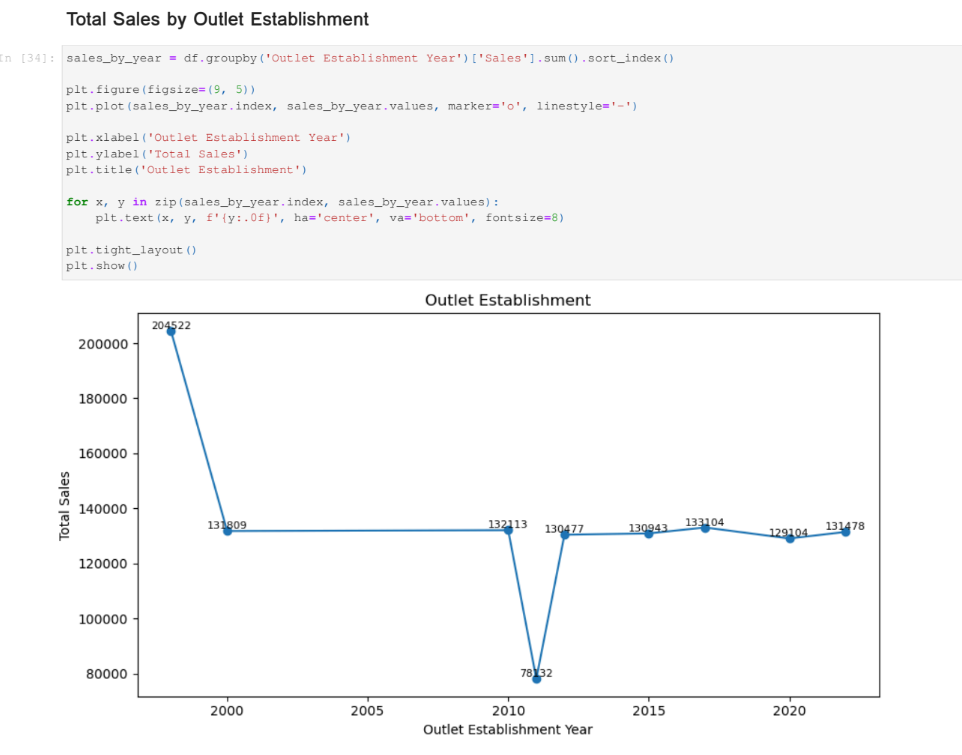 Total Sales by Outlet Establishment
In [34]:
sales_by_year = df.groupby('Outlet Establishment Year')['Sales'].sum().sort_index()
plt.figure(figsize=(9, 5))
plt.plot(sales_by_year.index, sales_by_year.values, marker='o', linestyle='-')
plt.xlabel('Outlet Establishment Year')
plt.ylabel('Total Sales')
plt.title('Outlet Establishment')
for x, y in zip(sales_by_year.index, sales_by_year.values):
    plt.text(x, y, f'{y:.0f}', ha='center', va='bottom', fontsize=8)
plt.tight_layout()
plt.show()
Outlet Establishment
204522
131809
132113
78132
130477
130943
133104
129104
131478
200000
180000
160000
140000
120000
100000
80000
Total Sales
2000
2005
2010
2015
2020
Outlet Establishment Year